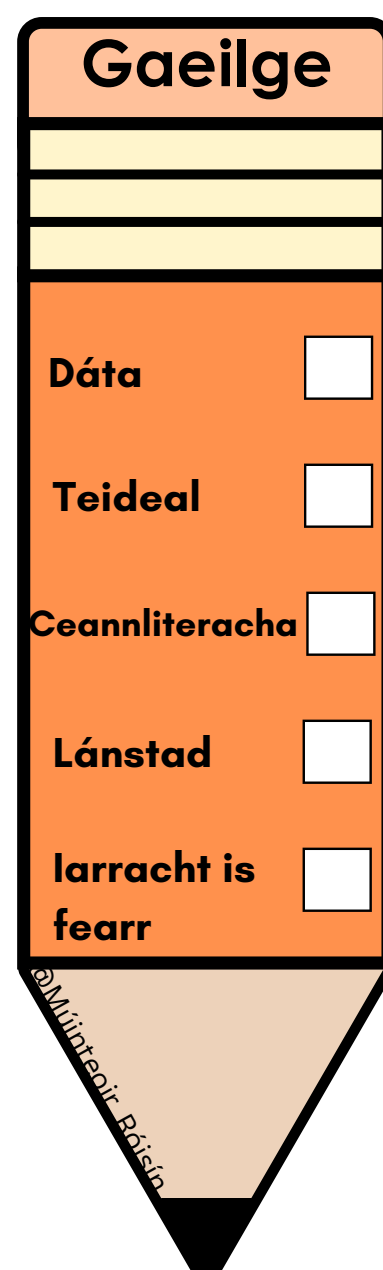 Gaeilge
Dáta
Teideal
Ceannliteracha
Lánstad
Iarracht is
fearr
@Múinteoir_Róisín